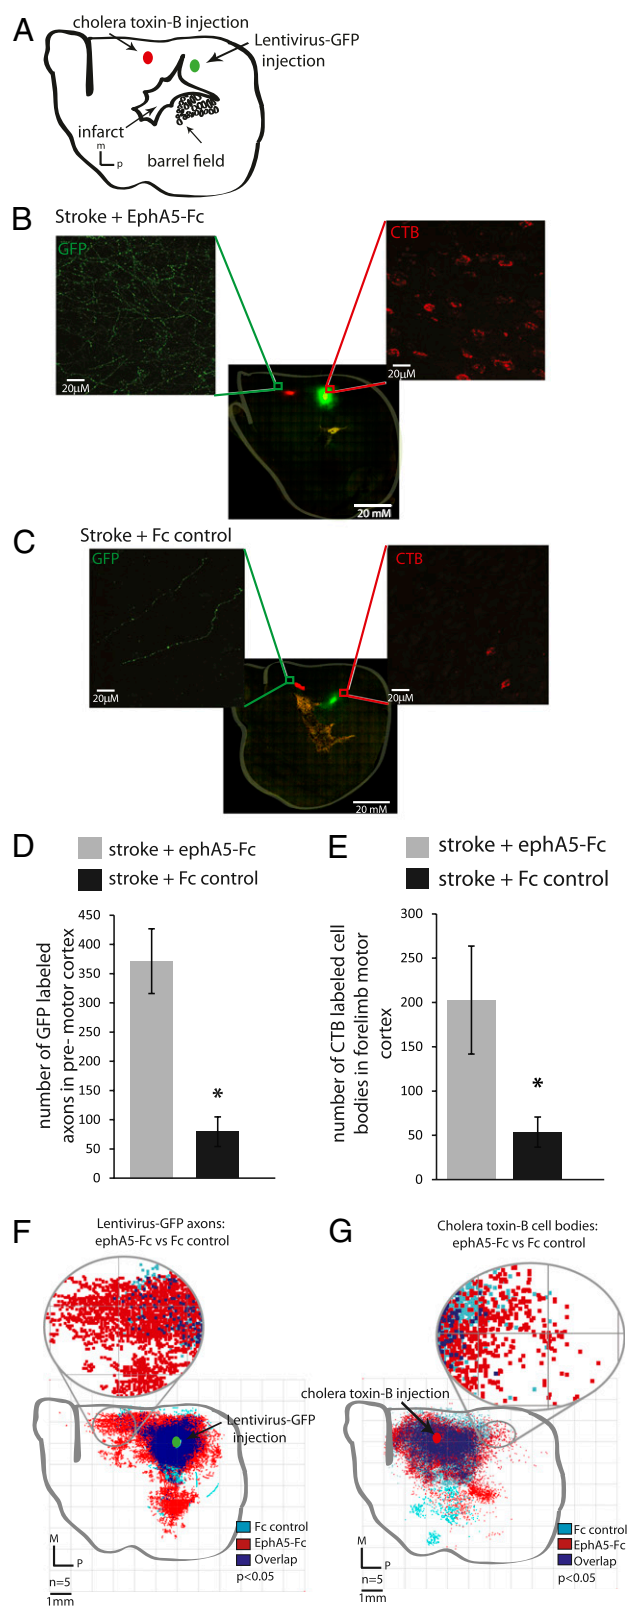 A
cholera toxin-B injection
Lentivirus-GFP
injection
infarct
barrel field
m
p
B
Stroke + EphA5-Fc
GFP
20μM
CTB
20μM
20 mM
C
Stroke + Fc control
GFP
20μM
CTB
20μM
20 mM
D
stroke + ephA5-Fc
stroke + Fc control
number of GFP labeled
axons in pre- motor cortex
450
400
350
300
250
200
150
100
50
0
*
E
stroke + ephA5-Fc
stroke + Fc control
number of CTB labeled cell
bodies in forelimb motor
cortex
300
250
200
150
100
50
0
*
F
Lentivirus-GFP axons:
ephA5-Fc vs Fc control
Lentivirus-GFP
injection
M
P
n=5
1mm
Fc control
EphA5-Fc
Overlap
p<0.05
G
Cholera toxin-B cell bodies:
ephA5-Fc vs Fc control
cholera toxin-B injection
M
P
n=5
1mm
Fc control
EphA5-Fc
Overlap
p<0.05